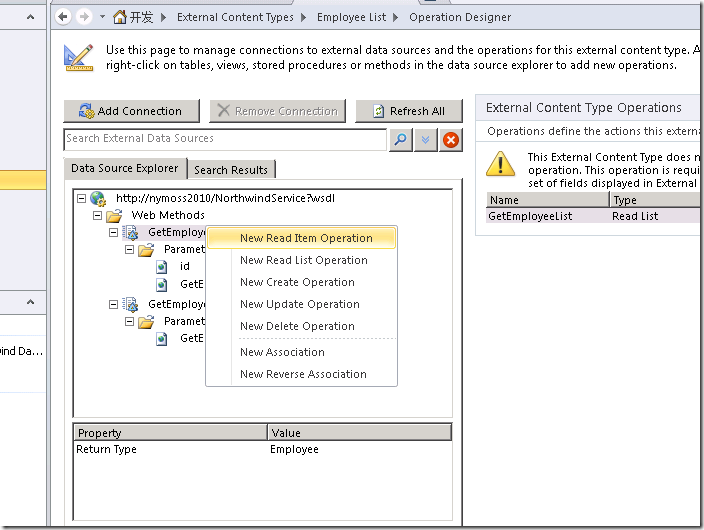 开发 External Content Types Employee List Operation Designer
Use this page to manage connections to external data sources and the operations for this external content type. A
right-click on tables, views, stored procedures or methods in the data source explorer to add new operations.
Add Connection Remove Connection Refresh All
Search External Data Sources
Data Source Explorer Search Results
http://nymoss2010/NorthwindService?wsdl
Web Methods
GetEmploye
Paramet
id
GetE
GetEmploye
Paramet
GetE
New Read Item Operation
New Read List Operation
New Create Operation
New Update Operation
New Delete Operation
New Association
New Reverse Association
Property Value
Return Type Employee
External Content Type Operations
Operations define the actions this externa
This External Content Type does n
operation. This operation is requi
set of fields displayed in External
Name Type
GetEmployeeList Read List
ind Da...